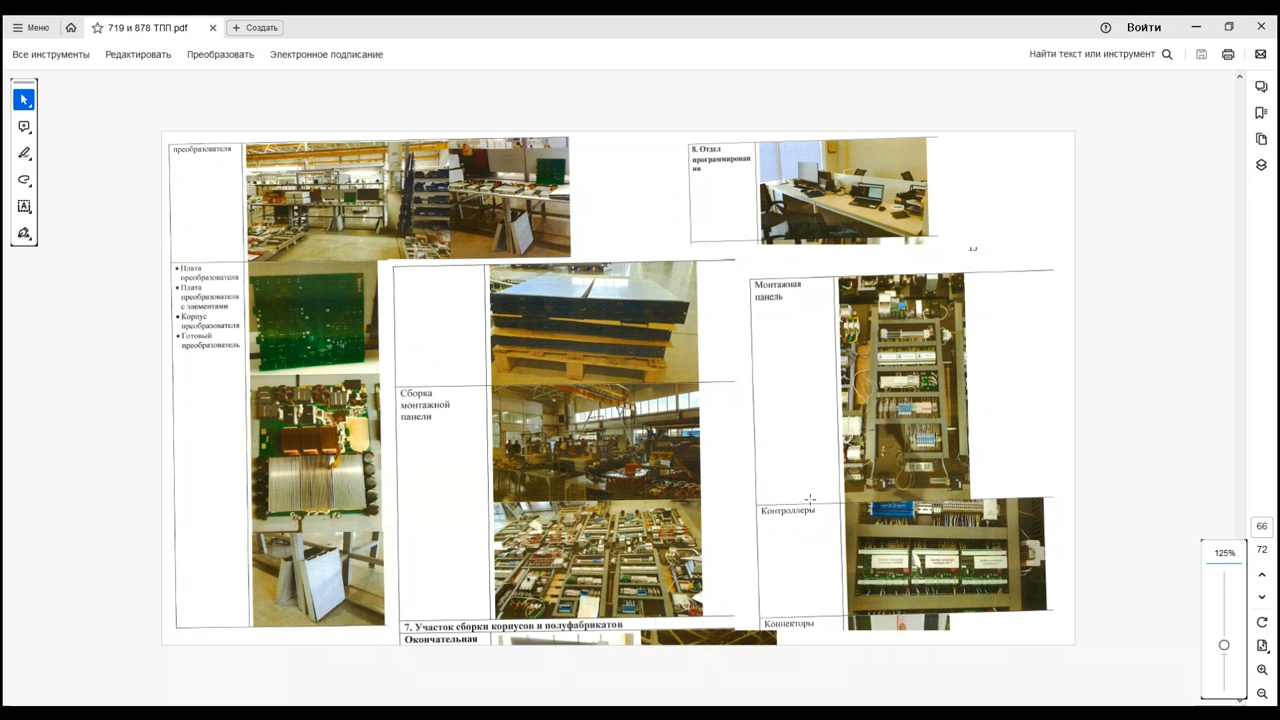 Меню
719 и 878 ТПП.pdf
Создать
Войти
Все инструменты
Редактировать
Преобразовать
Электронное подписание
Найти текст или инструмент
преобразователя
• Плата
преобразователя
• Плата
преобразователя
с элементами
• Корпус
преобразователя
• Готовый
преобразователь
Сборка
монтажной
панели
7. Участок сборки корпусов и полуфабрикатов
Окончательная
8. Отдел
программирован
ия
Монтажная
панель
Контроллеры
Коннекторы
66
72
125%